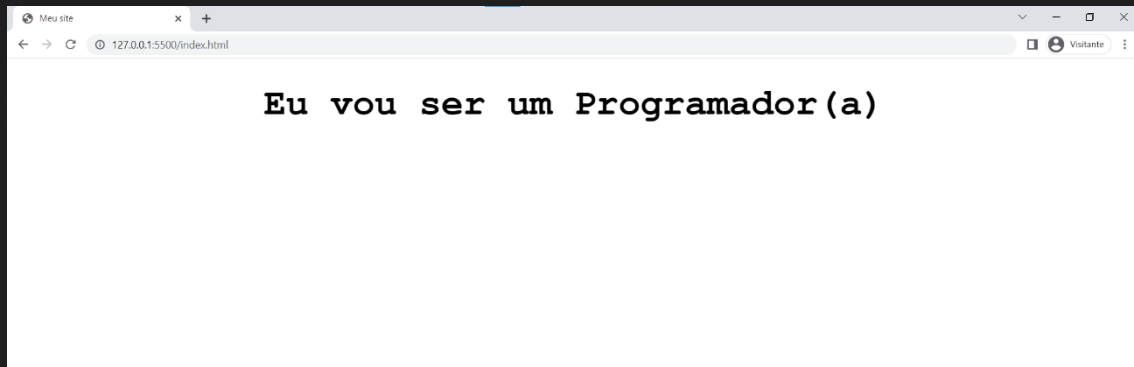 Meu site
127.0.0.1:5500/index.html
Visitante
Eu vou ser um Programador(a)